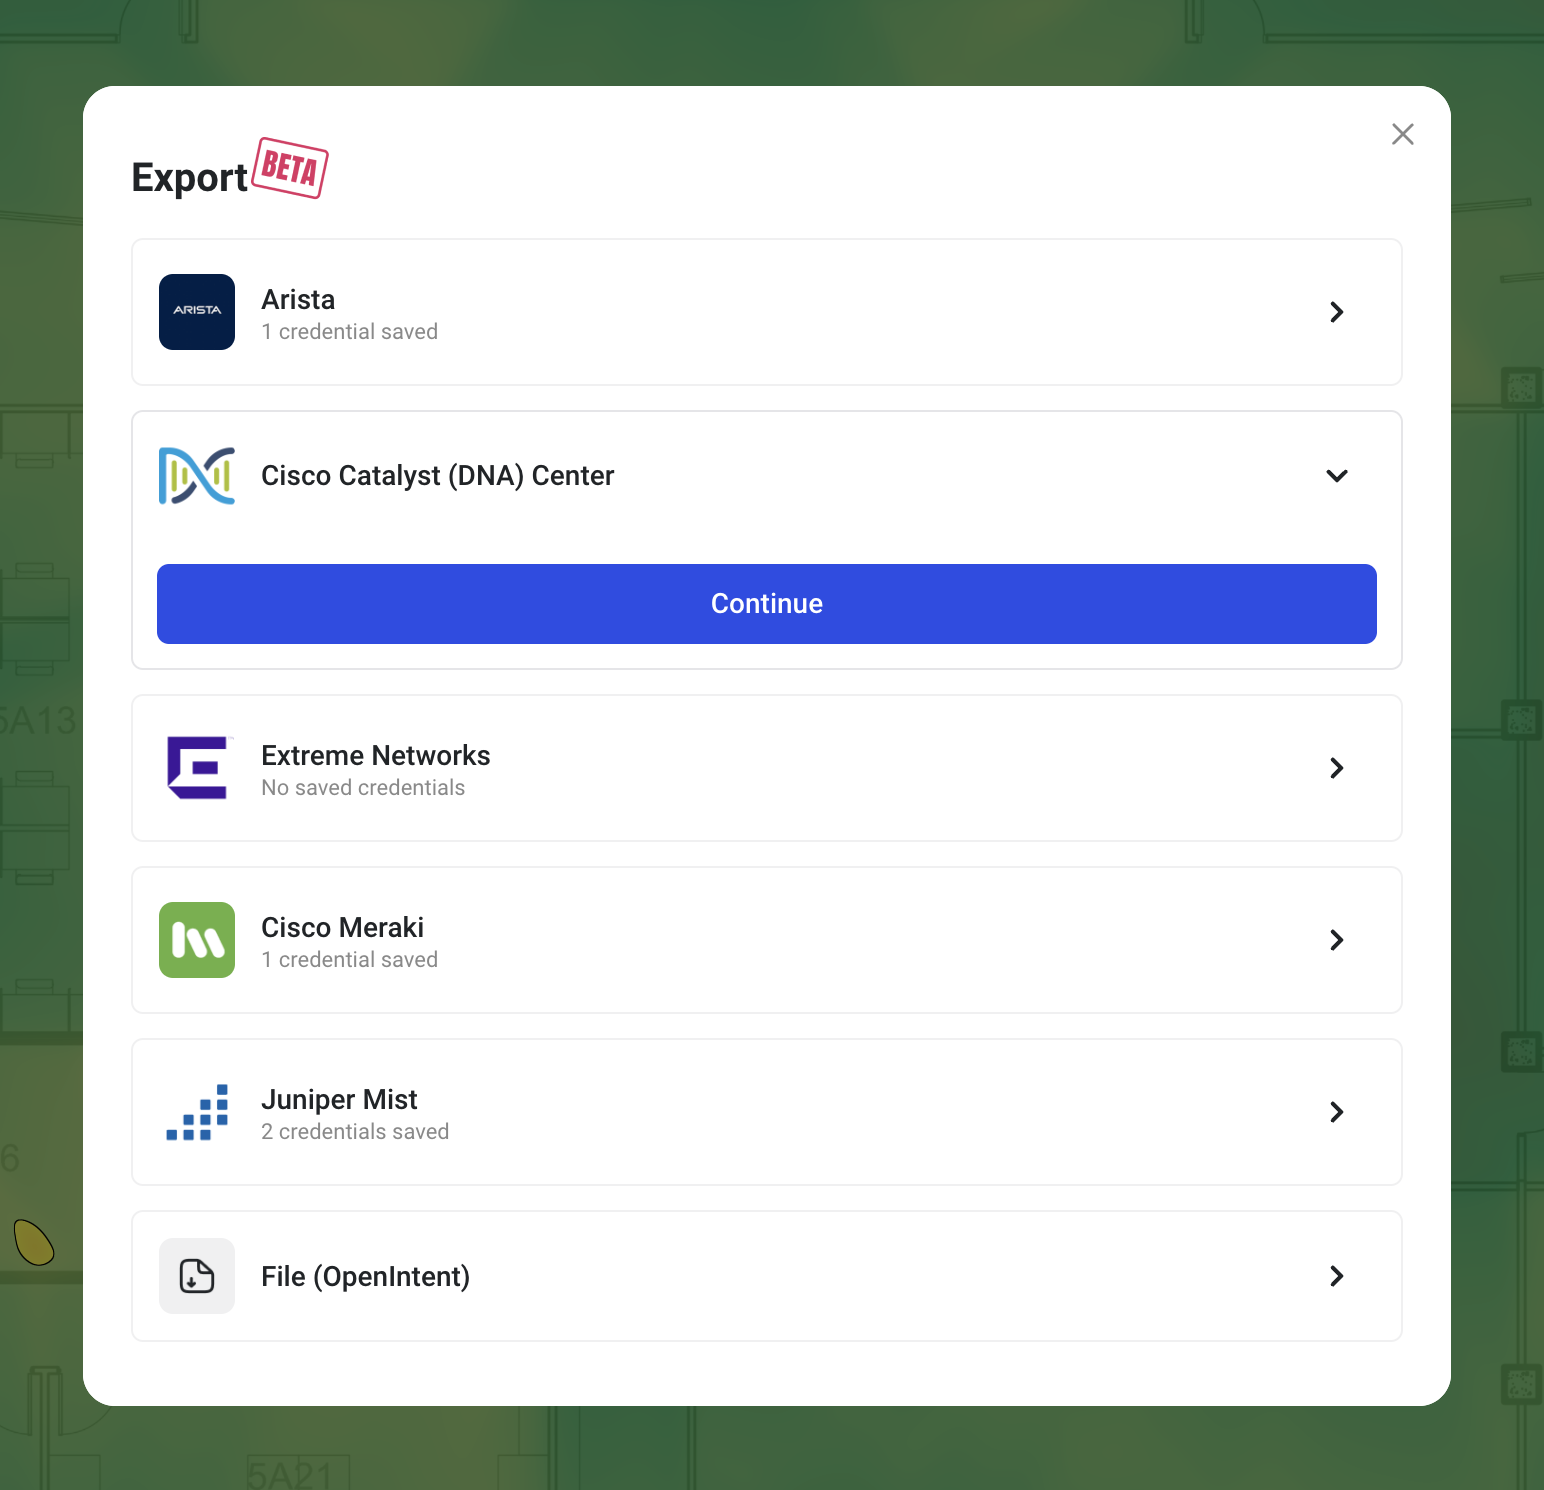 Export
BETA
ARISTA
Arista
1 credential saved
Cisco Catalyst (DNA) Center
Continue
5A13
Extreme Networks
No saved credentials
Cisco Meraki
1 credential saved
Juniper Mist
2 credentials saved
6
File (OpenIntent)
5A21